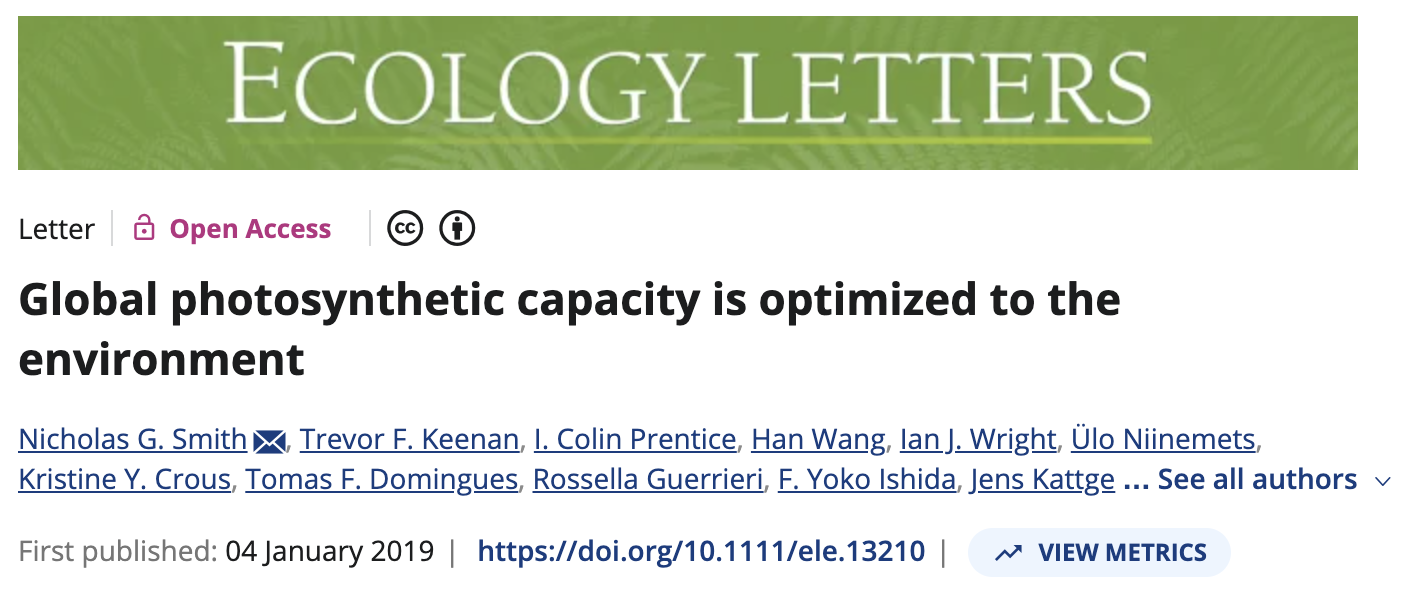 ECOLOGY LETTERS
Letter Open Access cc
Global photosynthetic capacity is optimized to the
environment
Nicholas G. Smith, Trevor F. Keenan, I. Colin Prentice, Han Wang, Ian J. Wright, Ülo Niinemets,
Kristine Y. Crous, Tomas F. Domingues, Rossella Guerrieri, F. Yoko Ishida, Jens Kattge ... See all authors
First published: 04 January 2019 | https://doi.org/10.1111/ele.13210 | VIEW METRICS